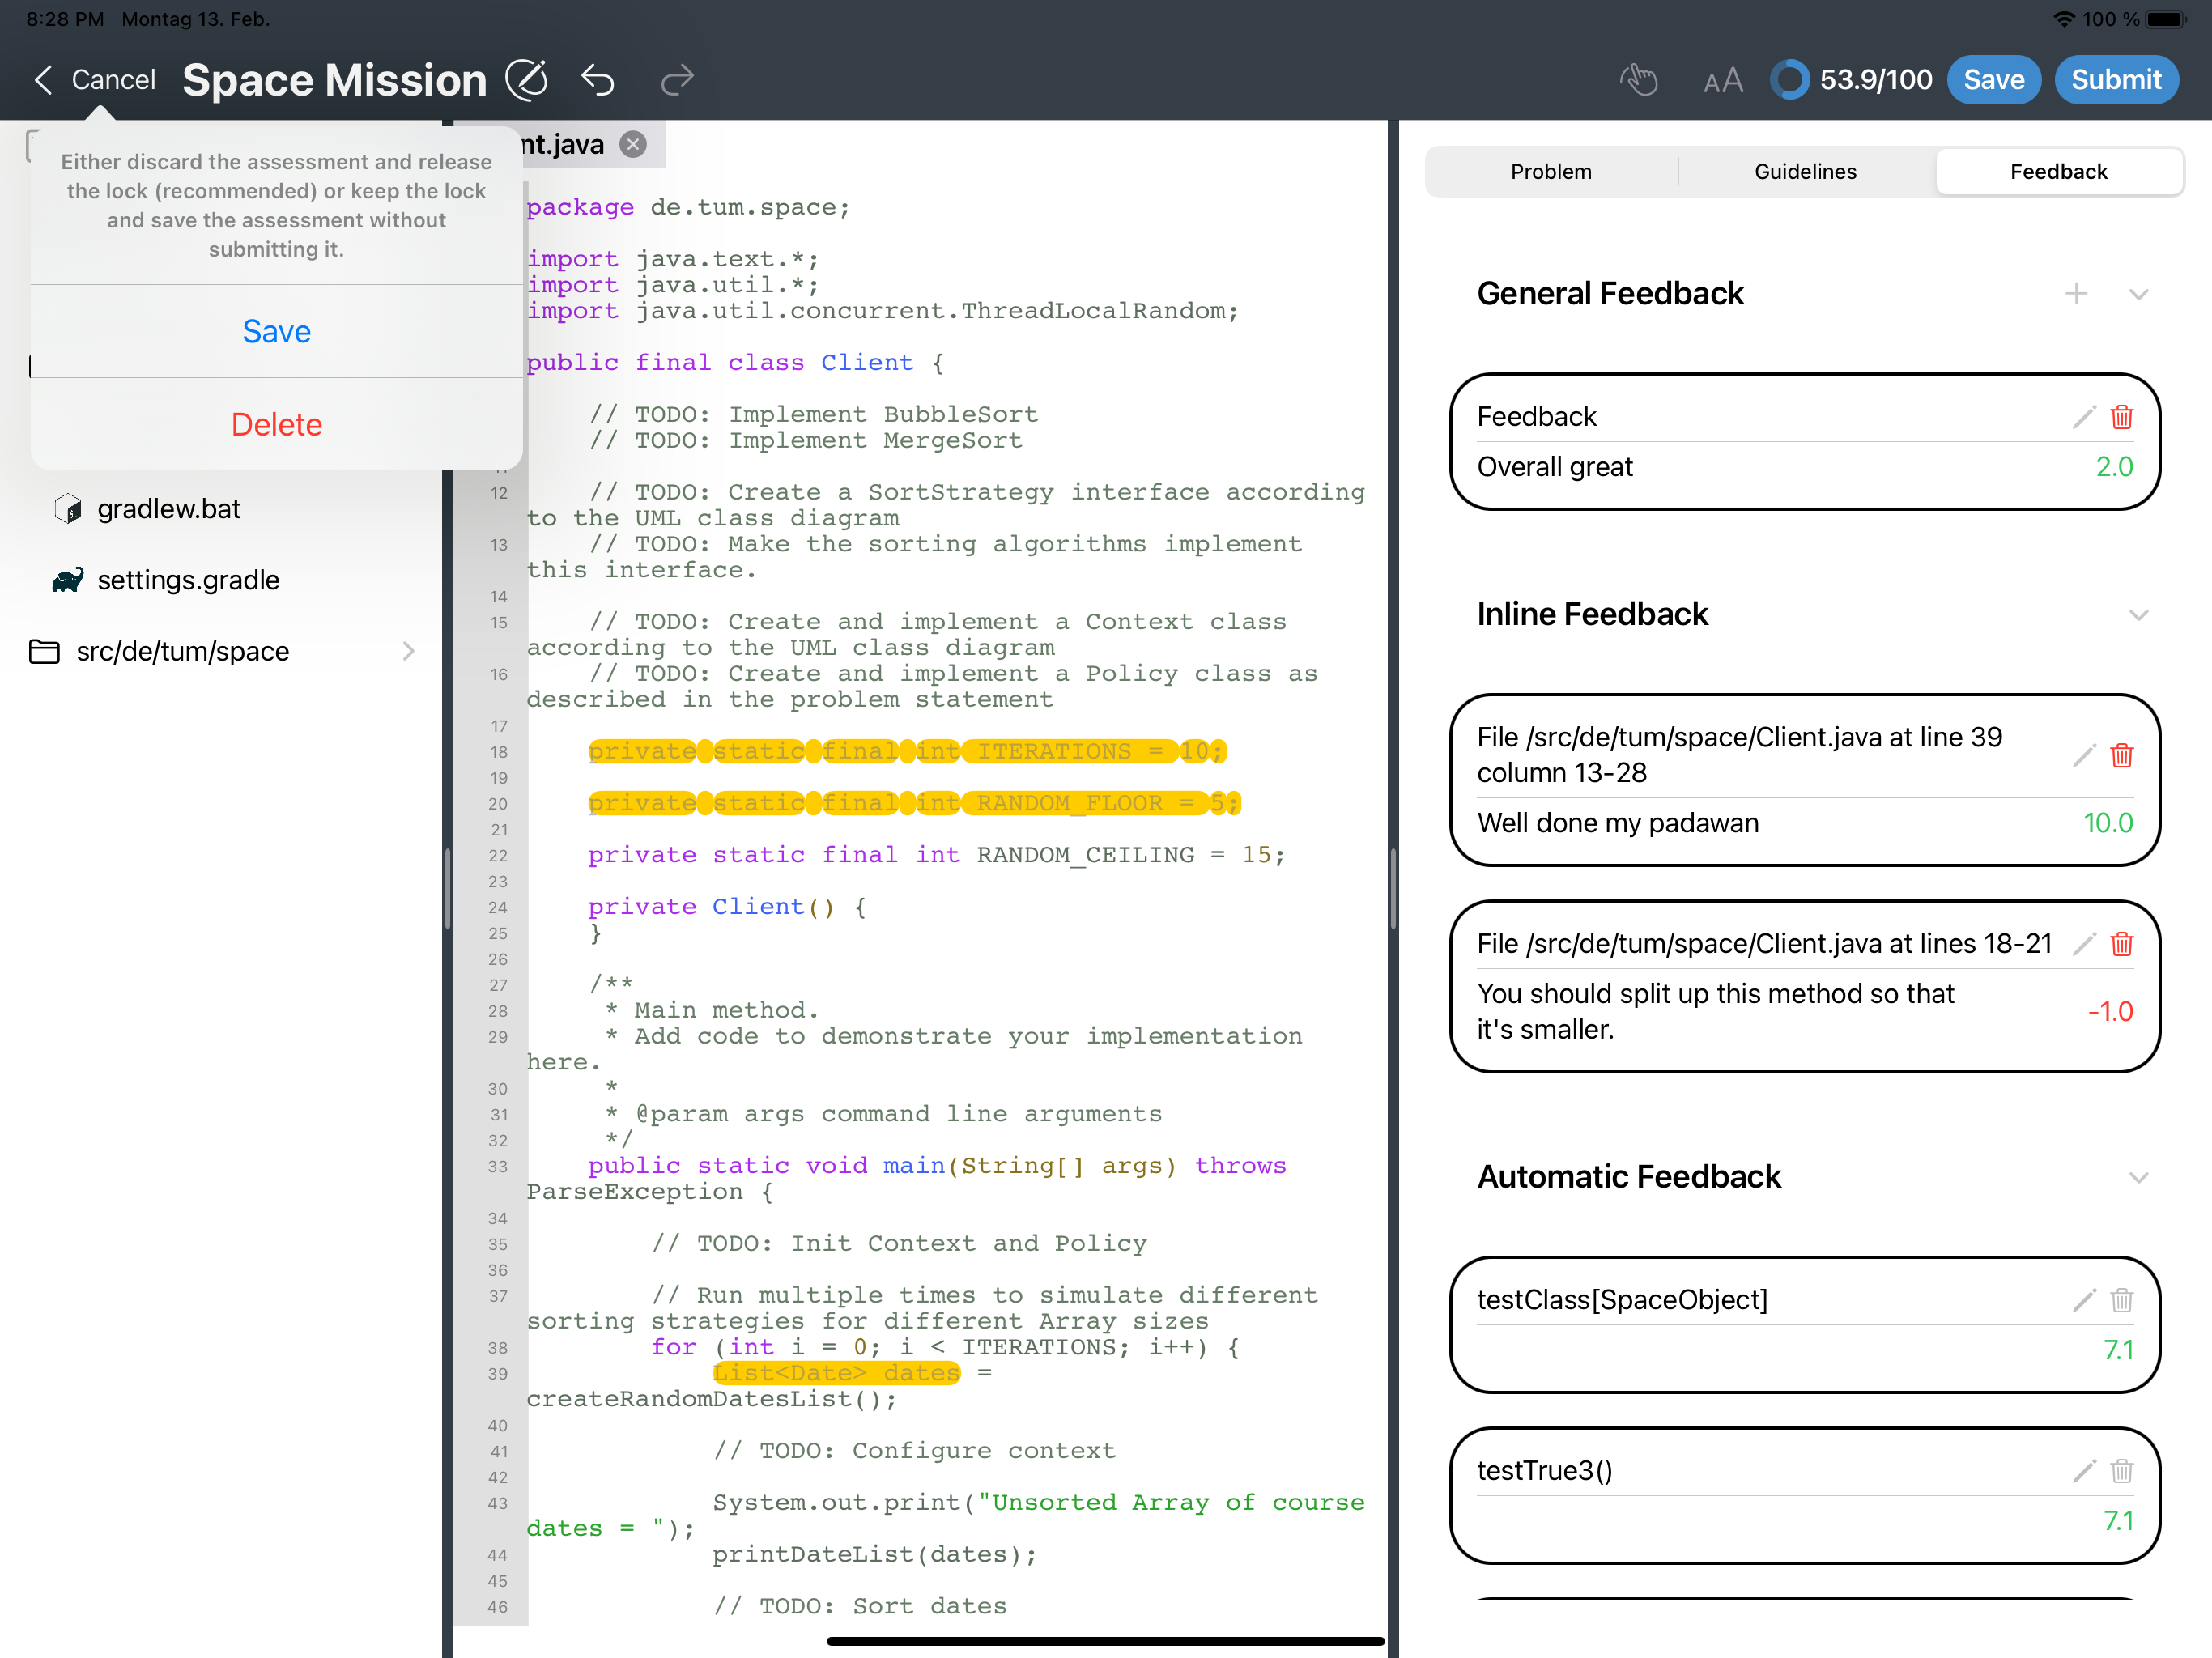 8:28 PM Montag 13. Feb.
100 %
Cancel Space Mission
53.9/100 Save Submit
Either discard the assessment and release
the lock (recommended) or keep the lock
and save the assessment without
submitting it.
Save
Delete
gradlew.bat
settings.gradle
src/de/tum/space
nt.java
package de.tum.space;
import java.text.*;
import java.util.*;
import java.util.concurrent.ThreadLocalRandom;
public final class Client {
// TODO: Implement BubbleSort
// TODO: Implement MergeSort
12 // TODO: Create a SortStrategy interface according
to the UML class diagram
13 // TODO: Make the sorting algorithms implement
this interface.
14
15 // TODO: Create and implement a Context class
according to the UML class diagram
16 // TODO: Create and implement a Policy class as
described in the problem statement
17
18 private static final int ITERATIONS = 10;
19
20 private static final int RANDOM_FLOOR = 5;
21
22 private static final int RANDOM_CEILING = 15;
23
24 private Client() {
25 }
26
27 /**
28 * Main method.
29 * Add code to demonstrate your implementation
here.
30 *
31 * @param args command line arguments
32 */
33 public static void main(String[] args) throws
ParseException {
34
35 // TODO: Init Context and Policy
36
37 // Run multiple times to simulate different
sorting strategies for different Array sizes
38 for (int i = 0; i < ITERATIONS; i++) {
39 List<Date> dates =
createRandomDatesList();
40
41 // TODO: Configure context
42
43 System.out.print("Unsorted Array of course
dates = ");
44 printDateList(dates);
45
46 // TODO: Sort dates
Problem Guidelines Feedback
General Feedback
Feedback
Overall great 2.0
Inline Feedback
File /src/de/tum/space/Client.java at line 39
column 13-28
Well done my padawan 10.0
File /src/de/tum/space/Client.java at lines 18-21
You should split up this method so that
it's smaller.
-1.0
Automatic Feedback
testClass[SpaceObject]
7.1
testTrue3()
7.1